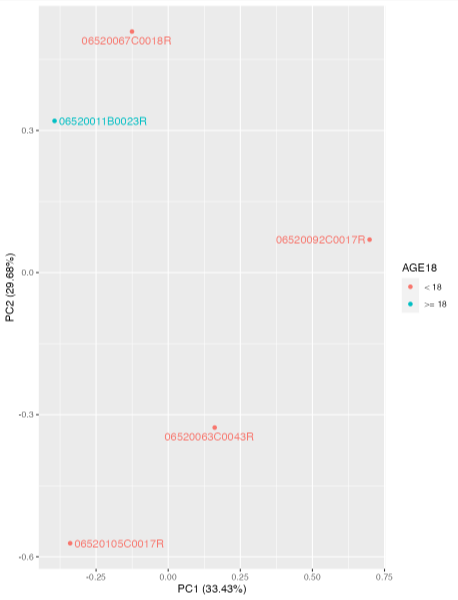 06520067C0018R
0.3
06520011B0023R
06520092C0017R
AGE18
< 18
>= 18
0.0
PC2 (29.68%)
-0.3
06520063C0043R
06520105C0017R
-0.6
-0.25
0.00
0.25
0.50
0.75
PC1 (33.43%)